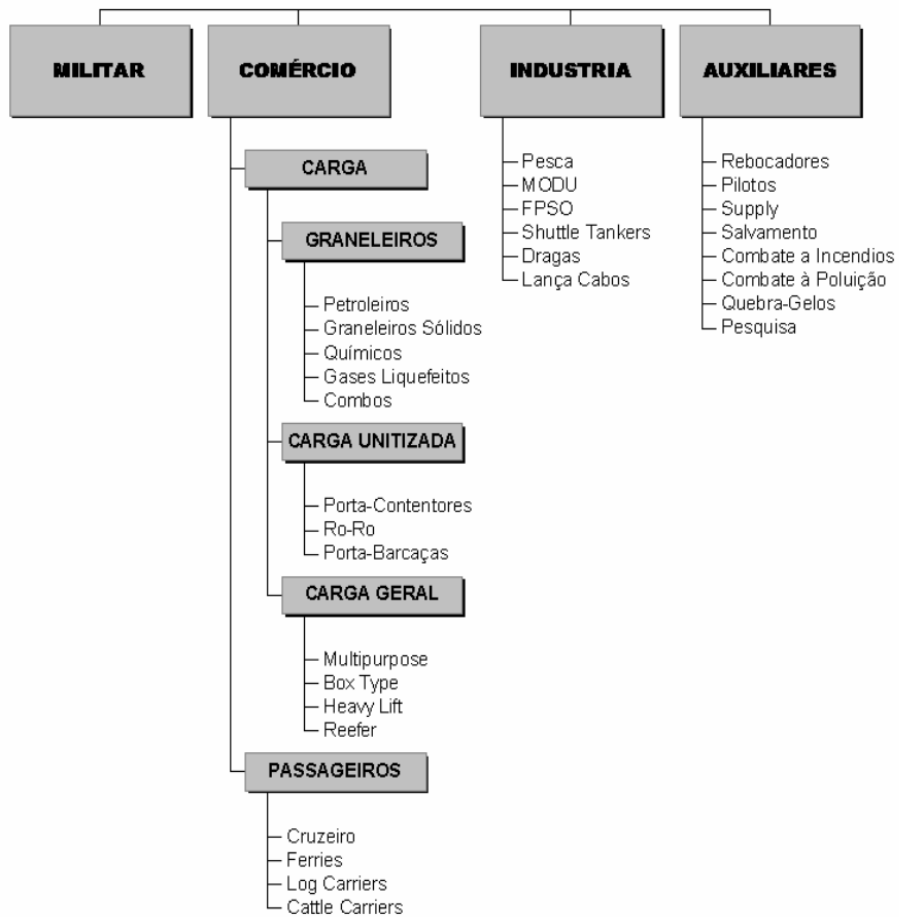 MILITAR
COMÉRCIO
INDUSTRIA
AUXILIARES
CARGA
GRANELEIROS
Petroleiros
Graneleiros Sólidos
Químicos
Gases Liquefeitos
Combos
CARGA UNITIZADA
Porta-Contentores
Ro-Ro
Porta-Barcaças
CARGA GERAL
Multipurpose
Box Type
Heavy Lift
Reefer
PASSAGEIROS
Cruzeiro
Ferries
Log Carriers
Cattle Carriers
Pesca
MODU
FPSO
Shuttle Tankers
Dragas
Lança Cabos
Rebocadores
Pilotos
Supply
Salvamento
Combate a Incendios
Combate à Poluição
Quebra-Gelos
Pesquisa